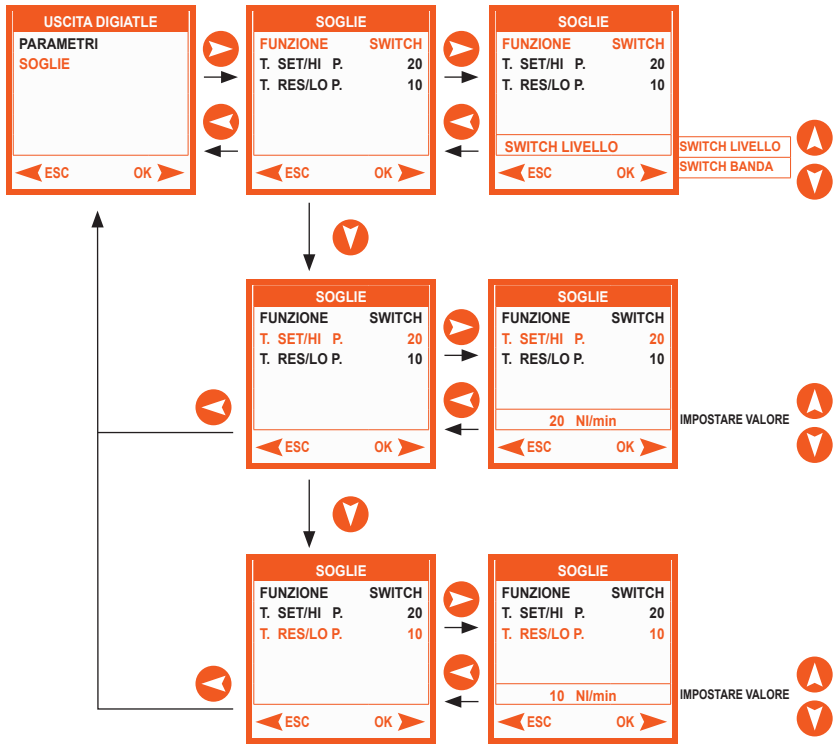 USCITA DIGIATLE
PARAMETRI
SOGLIE
ESC OK
SOGLIE
FUNZIONE SWITCH
T. SET/HI P. 20
T. RES/LO P. 10
ESC OK
SOGLIE
FUNZIONE SWITCH
T. SET/HI P. 20
T. RES/LO P. 10
SWITCH LIVELLO
ESC OK
SWITCH LIVELLO
SWITCH BANDA
SOGLIE
FUNZIONE SWITCH
T. SET/HI P. 20
T. RES/LO P. 10
ESC OK
SOGLIE
FUNZIONE SWITCH
T. SET/HI P. 20
T. RES/LO P. 10
20 Nl/min
ESC OK
IMPOSTARE VALORE
SOGLIE
FUNZIONE SWITCH
T. SET/HI P. 20
T. RES/LO P. 10
ESC OK
SOGLIE
FUNZIONE SWITCH
T. SET/HI P. 20
T. RES/LO P. 10
10 Nl/min
ESC OK
IMPOSTARE VALORE